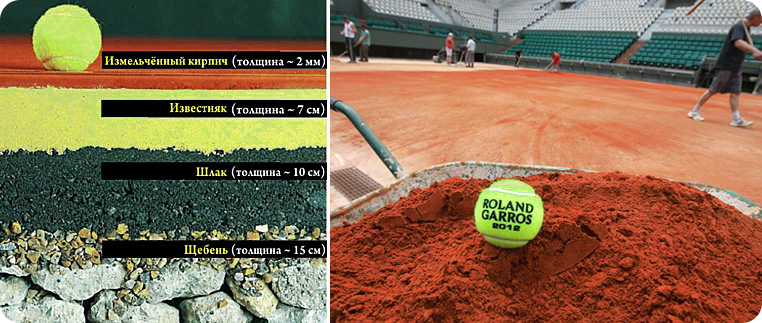 Измельчённый кирпич (толщина ~ 2 мм)
Известняк (толщина ~ 7 см)
Шлак (толщина ~ 10 см)
Щебень (толщина ~ 15 см)
ROLAND
GARROS
2012